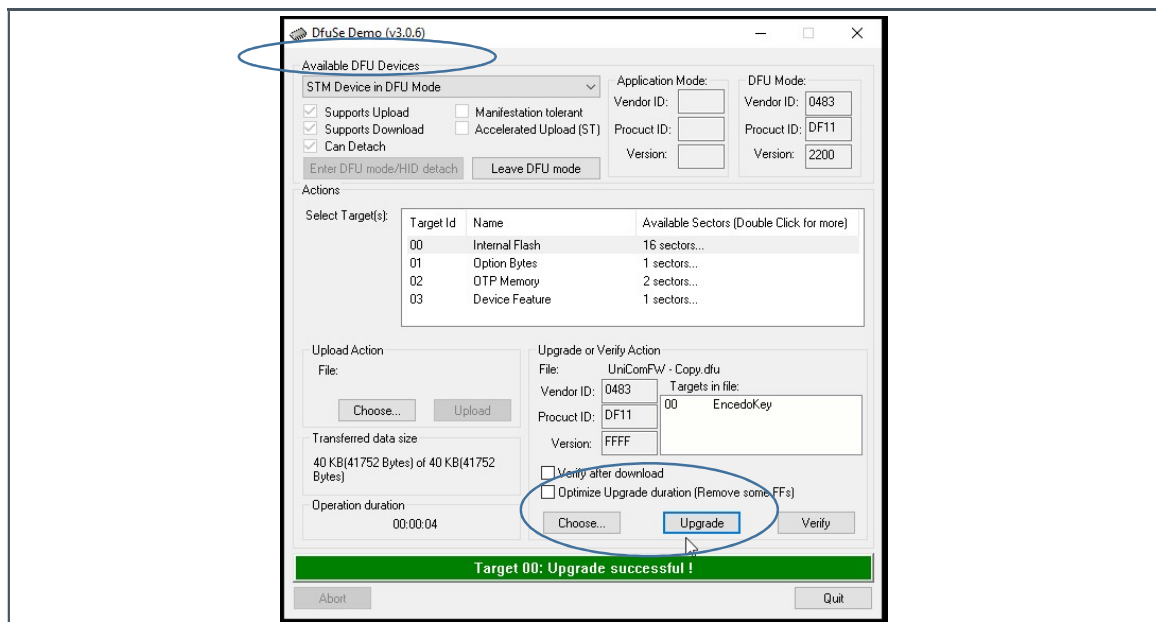 DfuSe Demo (v3.0.6)
Available DFU Devices
STM Device in DFU Mode
Supports Upload
Manifestation tolerant
Supports Download
Accelerated Upload (ST)
Can Detach
Enter DFU mode/HID detach
Leave DFU mode
Application Mode:
Vendor ID:
Procuct ID:
Version:
DFU Mode:
Vendor ID: 0483
Procuct ID: DF11
Version: 2200
Actions
Select Target(s):
Target Id Name Available Sectors (Double Click for more)
00 Internal Flash 16 sectors...
01 Option Bytes 1 sectors...
02 OTP Memory 2 sectors...
03 Device Feature 1 sectors...
Upload Action
File:
Choose... Upload
Transferred data size
40 KB(41752 Bytes) of 40 KB(41752
Bytes)
Operation duration
00:00:04
Upgrade or Verify Action
File: UniComFW - Copy.dfu
Vendor ID: 0483
Procuct ID: DF11
Version: FFFF
Targets in file:
00 EncedoKey
Verify after download
Optimize Upgrade duration (Remove some FFs)
Choose... Upgrade Verify
Target 00: Upgrade successful !
Abort Quit